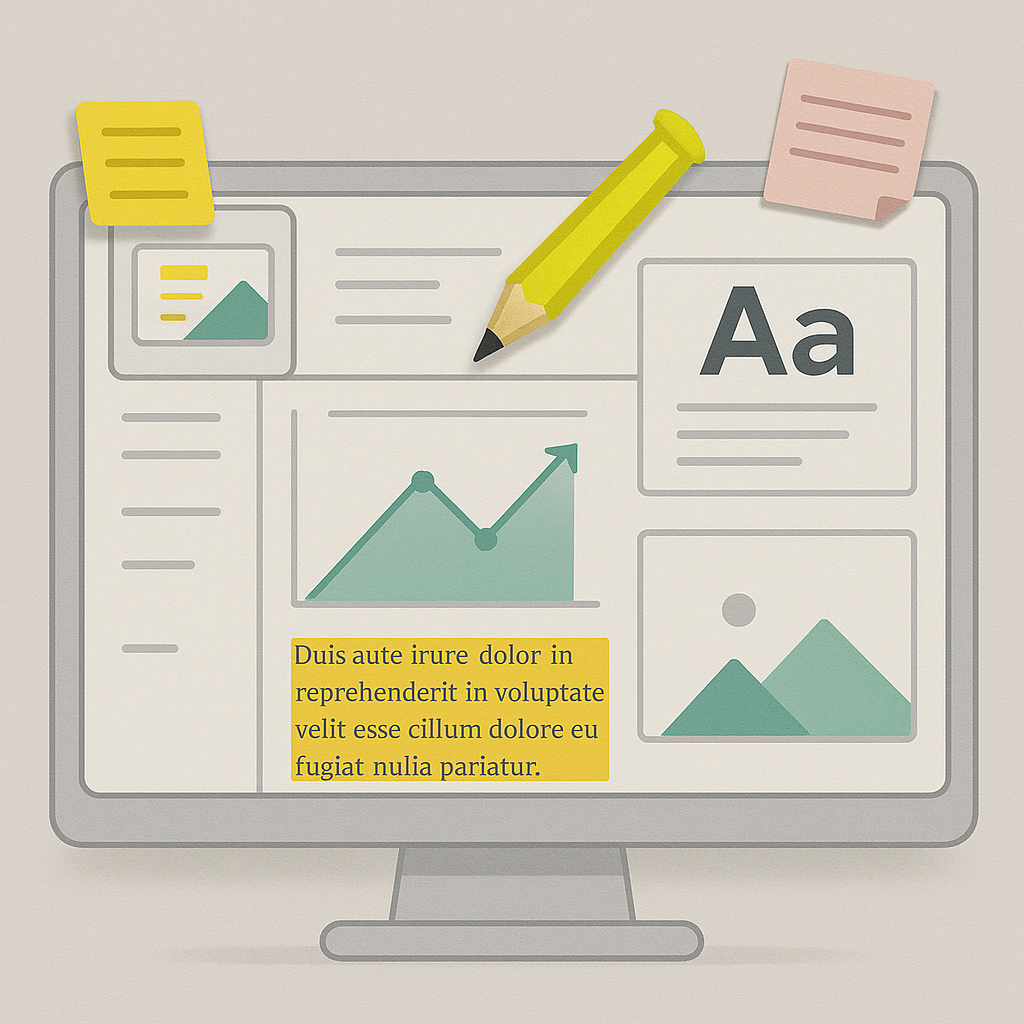 Aa
Duis aute irure dolor in
reprehenderit in voluptate
velit esse cillum dolore eu
fugiat nulia pariatur.